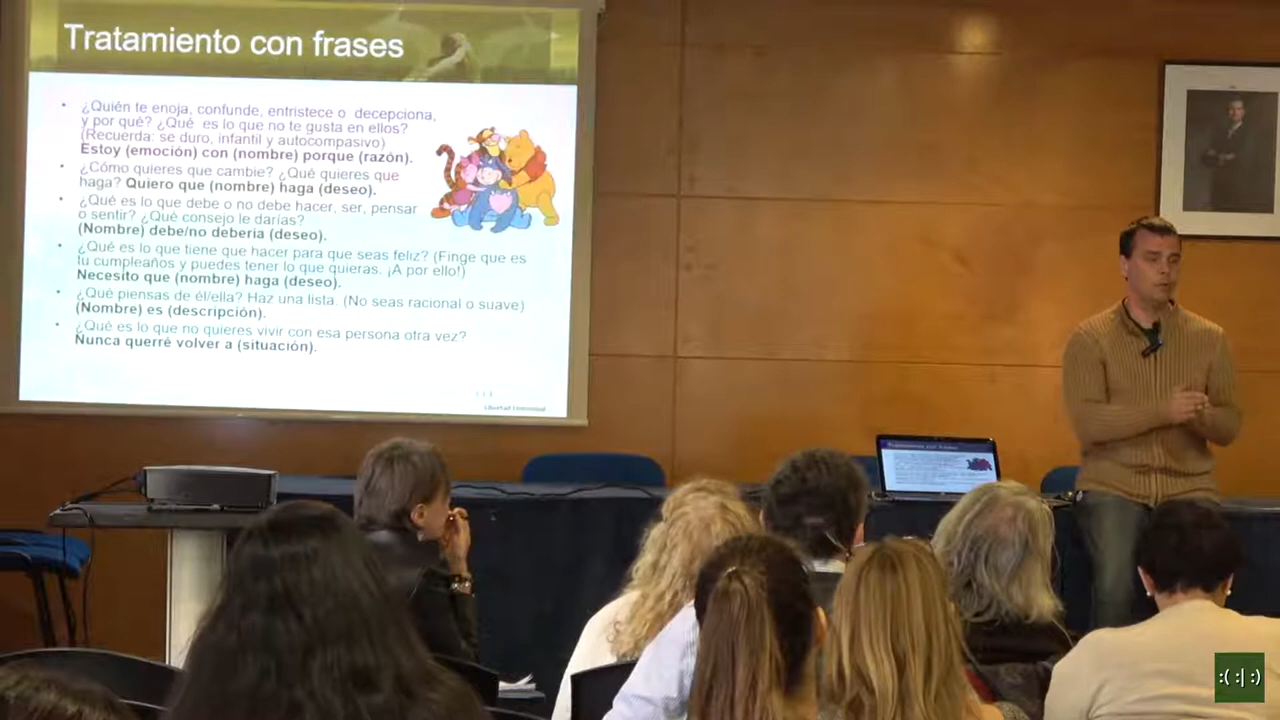 Tratamiento con frases
• ¿Quién te enoja, confunde, entristece o decepciona,
y por qué? ¿Qué es lo que no te gusta en ellos?
(Recuerda: se duro, infantil y autocompasivo)
Estoy (emoción) con (nombre) porque (razón).
• ¿Cómo quieres que cambie? ¿Qué quieres que
haga? Quiero que (nombre) haga (deseo).
• ¿Qué es lo que debe o no debe hacer, ser, pensar
o sentir? ¿Qué consejo le darías?
(Nombre) debe/no debería (deseo).
• ¿Qué es lo que tiene que hacer para que seas feliz? (Finge que es
tu cumpleaños y puedes tener lo que quieras. ¡A por ello!)
Necesito que (nombre) haga (deseo).
• ¿Qué piensas de él/ella? Haz una lista. (No seas racional o suave)
(Nombre) es (descripción).
• ¿Qué es lo que no quieres vivir con esa persona otra vez?
Nunca querré volver a (situación).
:( :| :)